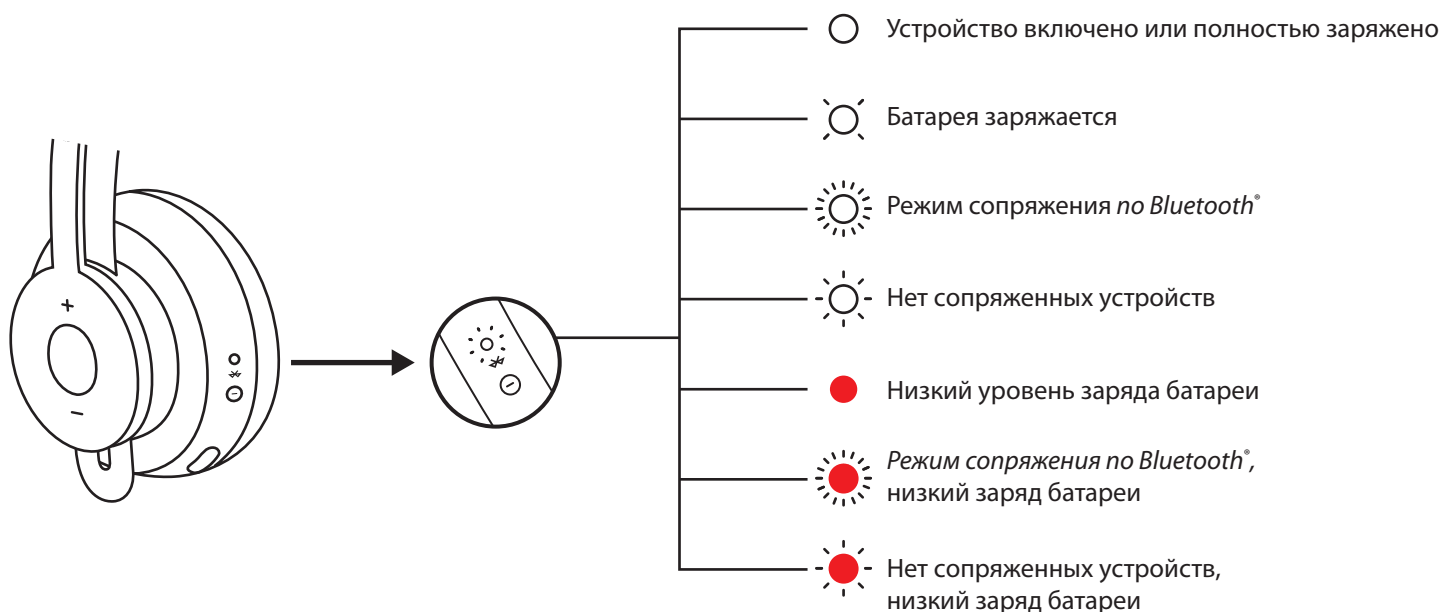 Устройство включено или полностью заряжено
Батарея заряжается
Режим сопряжения по Bluetooth®
Нет сопряженных устройств
Низкий уровень заряда батареи
Режим сопряжения по Bluetooth®,
низкий заряд батареи
Нет сопряженных устройств,
низкий заряд батареи